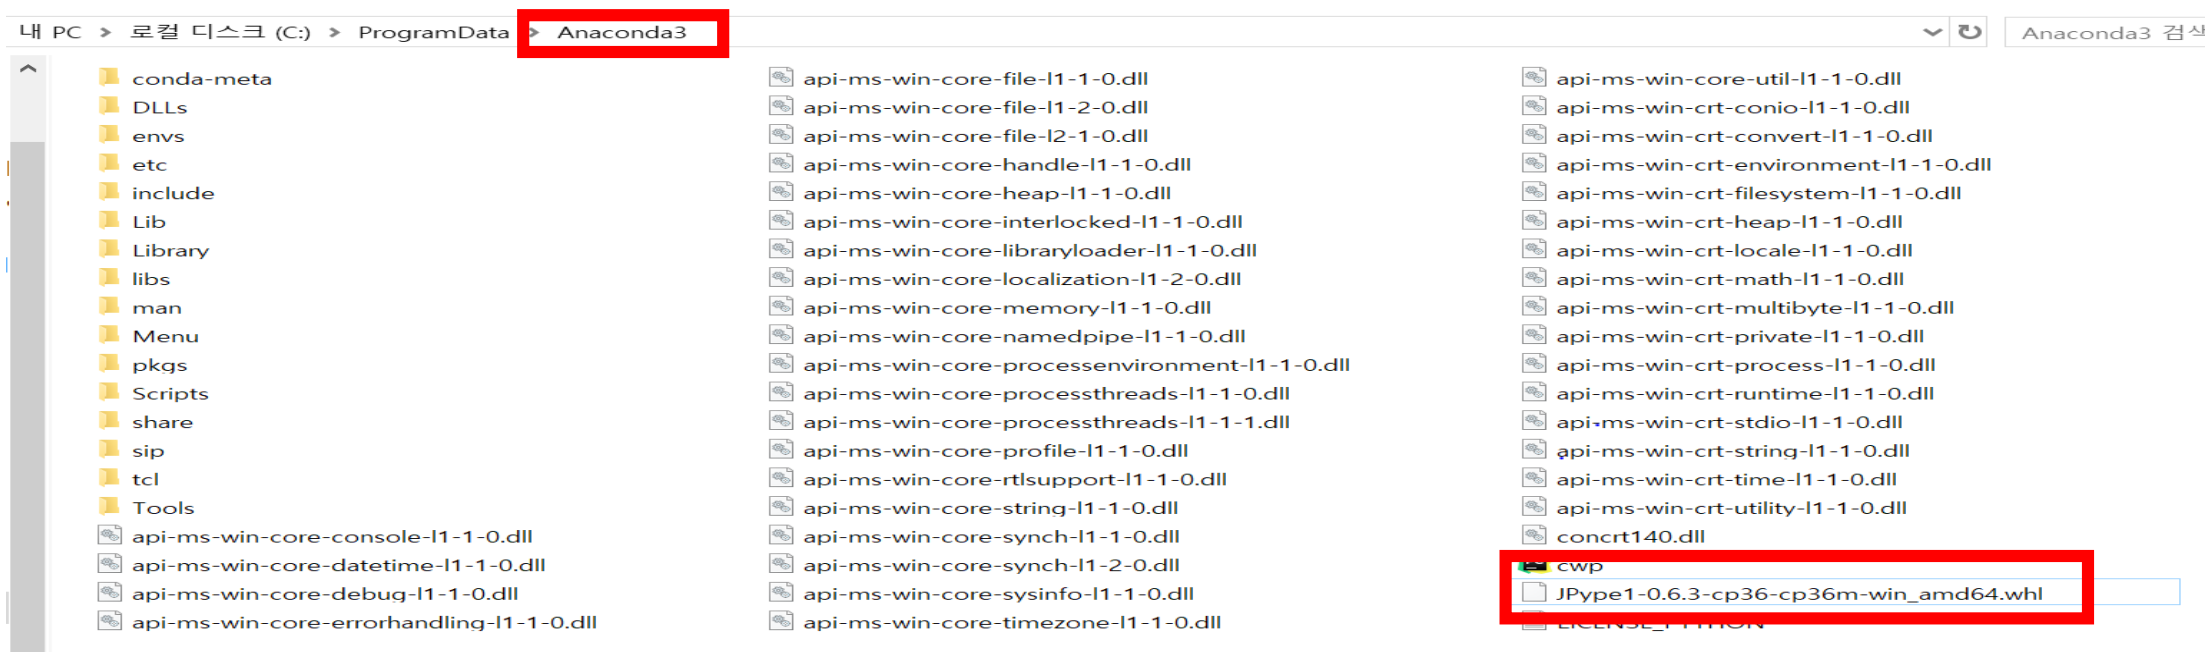 내 PC > 로컬 디스크 (C:) > ProgramData > Anaconda3
Anaconda3 검색
conda-meta
DLLs
envs
etc
include
Lib
Library
libs
man
Menu
pkgs
Scripts
share
sip
tcl
Tools
api-ms-win-core-console-l1-1-0.dll
api-ms-win-core-datetime-l1-1-0.dll
api-ms-win-core-debug-l1-1-0.dll
api-ms-win-core-errorhandling-l1-1-0.dll
api-ms-win-core-file-l1-1-0.dll
api-ms-win-core-file-l1-2-0.dll
api-ms-win-core-file-l2-1-0.dll
api-ms-win-core-handle-l1-1-0.dll
api-ms-win-core-heap-l1-1-0.dll
api-ms-win-core-interlocked-l1-1-0.dll
api-ms-win-core-libraryloader-l1-1-0.dll
api-ms-win-core-localization-l1-2-0.dll
api-ms-win-core-memory-l1-1-0.dll
api-ms-win-core-namedpipe-l1-1-0.dll
api-ms-win-core-processenvironment-l1-1-0.dll
api-ms-win-core-processthreads-l1-1-0.dll
api-ms-win-core-processthreads-l1-1-1.dll
api-ms-win-core-profile-l1-1-0.dll
api-ms-win-core-rtlsupport-l1-1-0.dll
api-ms-win-core-string-l1-1-0.dll
api-ms-win-core-synch-l1-1-0.dll
api-ms-win-core-synch-l1-2-0.dll
api-ms-win-core-sysinfo-l1-1-0.dll
api-ms-win-core-timezone-l1-1-0.dll
api-ms-win-core-util-l1-1-0.dll
api-ms-win-crt-conio-l1-1-0.dll
api-ms-win-crt-convert-l1-1-0.dll
api-ms-win-crt-environment-l1-1-0.dll
api-ms-win-crt-filesystem-l1-1-0.dll
api-ms-win-crt-heap-l1-1-0.dll
api-ms-win-crt-locale-l1-1-0.dll
api-ms-win-crt-math-l1-1-0.dll
api-ms-win-crt-multibyte-l1-1-0.dll
api-ms-win-crt-private-l1-1-0.dll
api-ms-win-crt-process-l1-1-0.dll
api-ms-win-crt-runtime-l1-1-0.dll
api-ms-win-crt-stdio-l1-1-0.dll
api-ms-win-crt-string-l1-1-0.dll
api-ms-win-crt-time-l1-1-0.dll
api-ms-win-crt-utility-l1-1-0.dll
concrt140.dll
cwp
JPype1-0.6.3-cp36-cp36m-win_amd64.whl
LICENSE_PYTHON